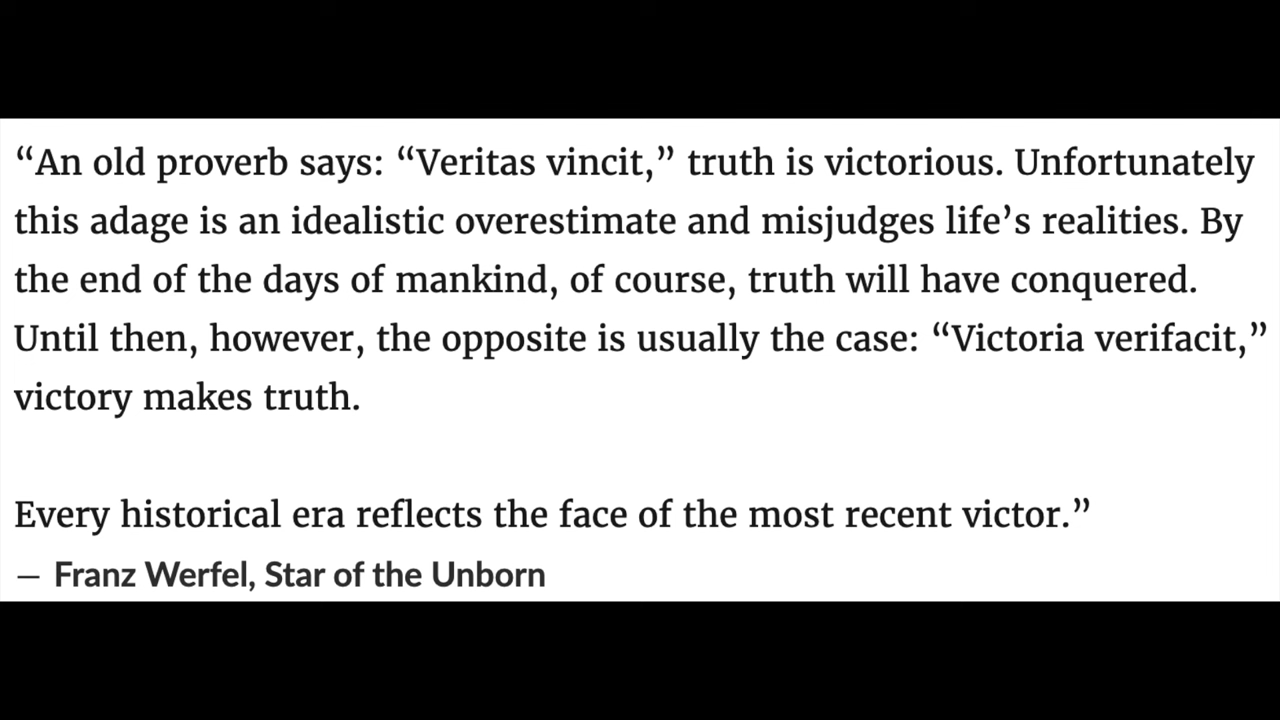 “An old proverb says: “Veritas vincit,” truth is victorious. Unfortunately
this adage is an idealistic overestimate and misjudges life’s realities. By
the end of the days of mankind, of course, truth will have conquered.
Until then, however, the opposite is usually the case: “Victoria verifacit,”
victory makes truth.
Every historical era reflects the face of the most recent victor.”
― Franz Werfel, Star of the Unborn